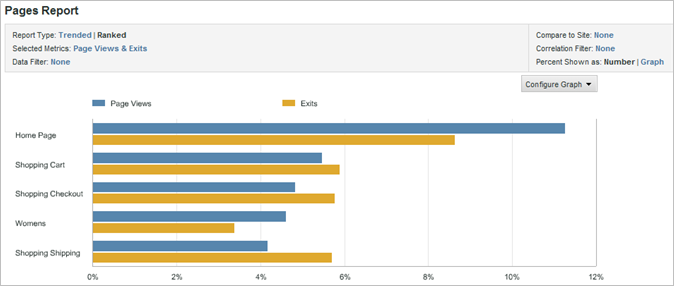 Pages Report
Report Type: Trended | Ranked
Selected Metrics: Page Views & Exits
Data Filter: None
Compare to Site: None
Correlation Filter: None
Percent Shown as: Number | Graph
Configure Graph
Page Views Exits
Home Page
Shopping Cart
Shopping Checkout
Womens
Shopping Shipping
0% 2% 4% 6% 8% 10% 12%